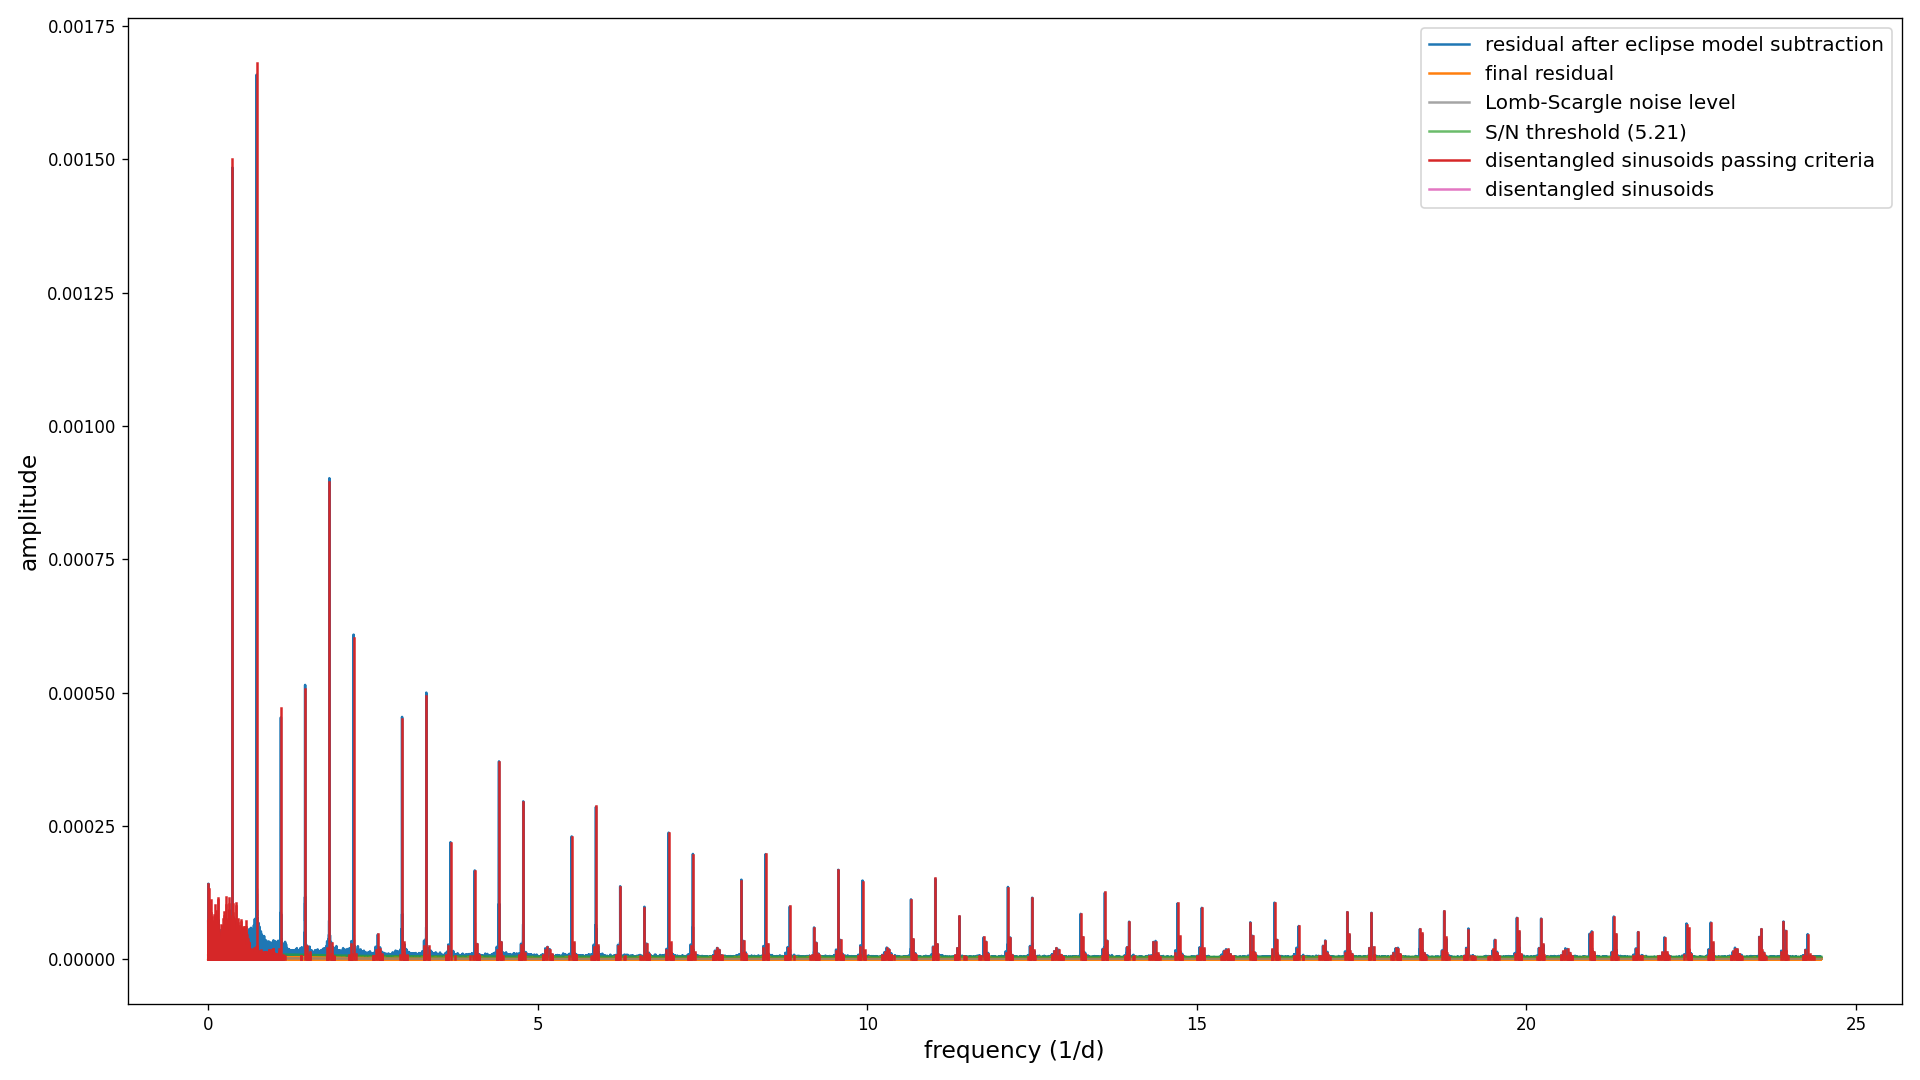 0.00175
0.00150
0.00125
0.00100
0.00075
0.00050
0.00025
0.00000
amplitude
0
5
10
15
20
25
frequency (1/d)
residual after eclipse model subtraction
final residual
Lomb-Scargle noise level
S/N threshold (5.21)
disentangled sinusoids passing criteria
disentangled sinusoids